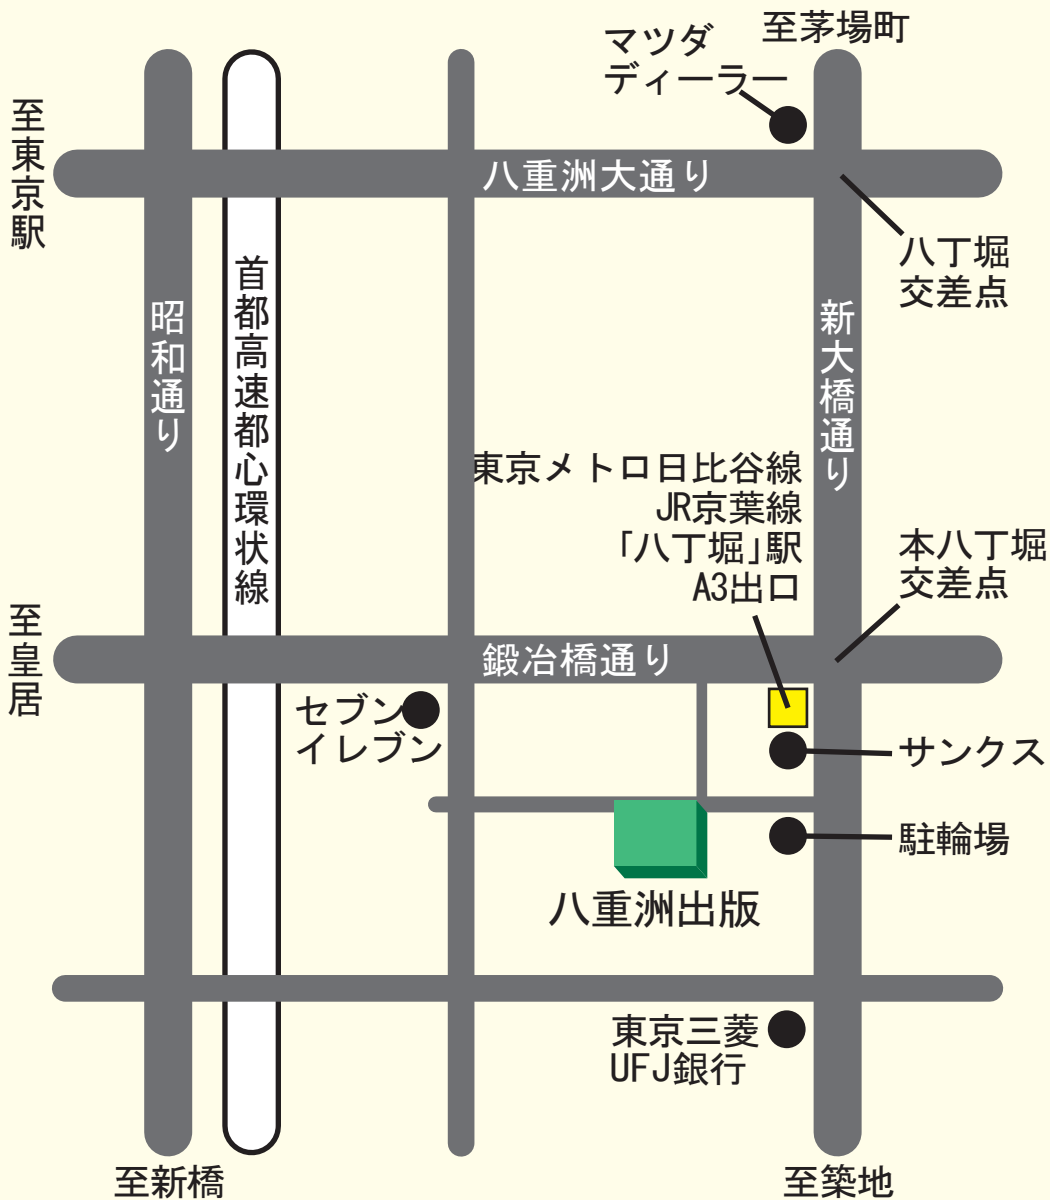 至茅場町
マツダ
ディーラー
至東京駅
八重洲大通り
八丁堀
交差点
首都高速都心環状線
昭和通り
新大橋通り
東京メトロ日比谷線
JR京葉線
「八丁堀」駅
A3出口
本八丁堀
交差点
至皇居
鍛冶橋通り
セブン
イレブン
サンクス
駐輪場
八重洲出版
東京三菱
UFJ銀行
至新橋
至築地